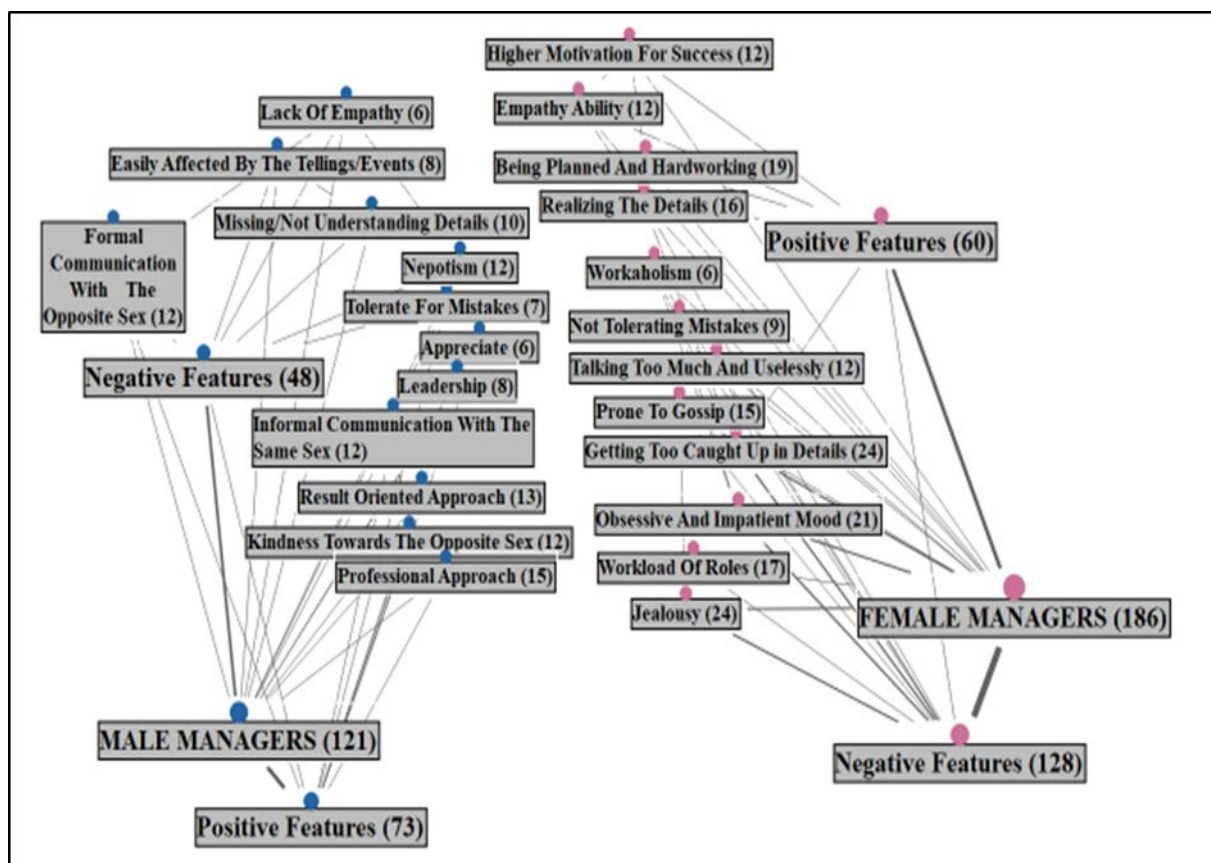 Higher Motivation For Success (12)
Lack Of Empathy (6)
Empathy Ability (12)
Easily Affected By The Tellings/Events (8)
Being Planned And Hardworking (19)
Realizing The Details (16)
Missing/Not Understanding Details (10)
Formal
Communication
With The
Opposite Sex (12)
Positive Features (60)
Nepotism (12)
Workaholism (6)
Tolerate For Mistakes (7)
Not Tolerating Mistakes (9)
Appreciate (6)
Negative Features (48)
Talking Too Much And Uselessly (12)
Leadership (8)
Prone To Gossip (15)
Informal Communication With The
Same Sex (12)
Getting Too Caught Up in Details (24)
Result Oriented Approach (13)
Obsessive And Impatient Mood (21)
Kindness Towards The Opposite Sex (12)
Workload Of Roles (17)
Professional Approach (15)
Jealousy (24)
FEMALE MANAGERS (186)
MALE MANAGERS (121)
Negative Features (128)
Positive Features (73)